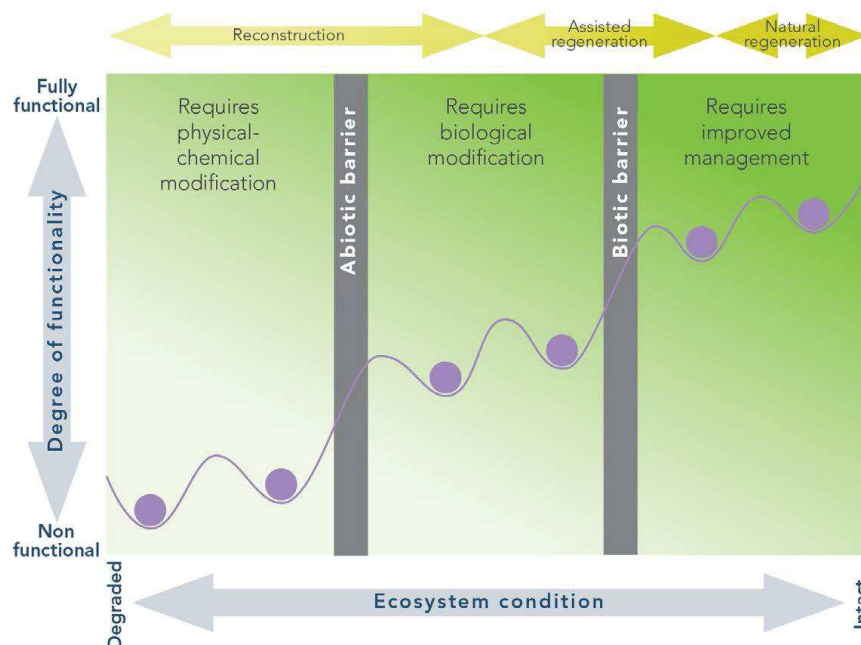 Reconstruction
Assisted
regeneration
Natural
regeneration
Fully
functional
Requires
physical-
chemical
modification
Requires
biological
modification
Requires
improved
management
Abiotic barrier
Biotic barrier
Degree of functionality
Non
functional
Degraded
Ecosystem condition
Intact